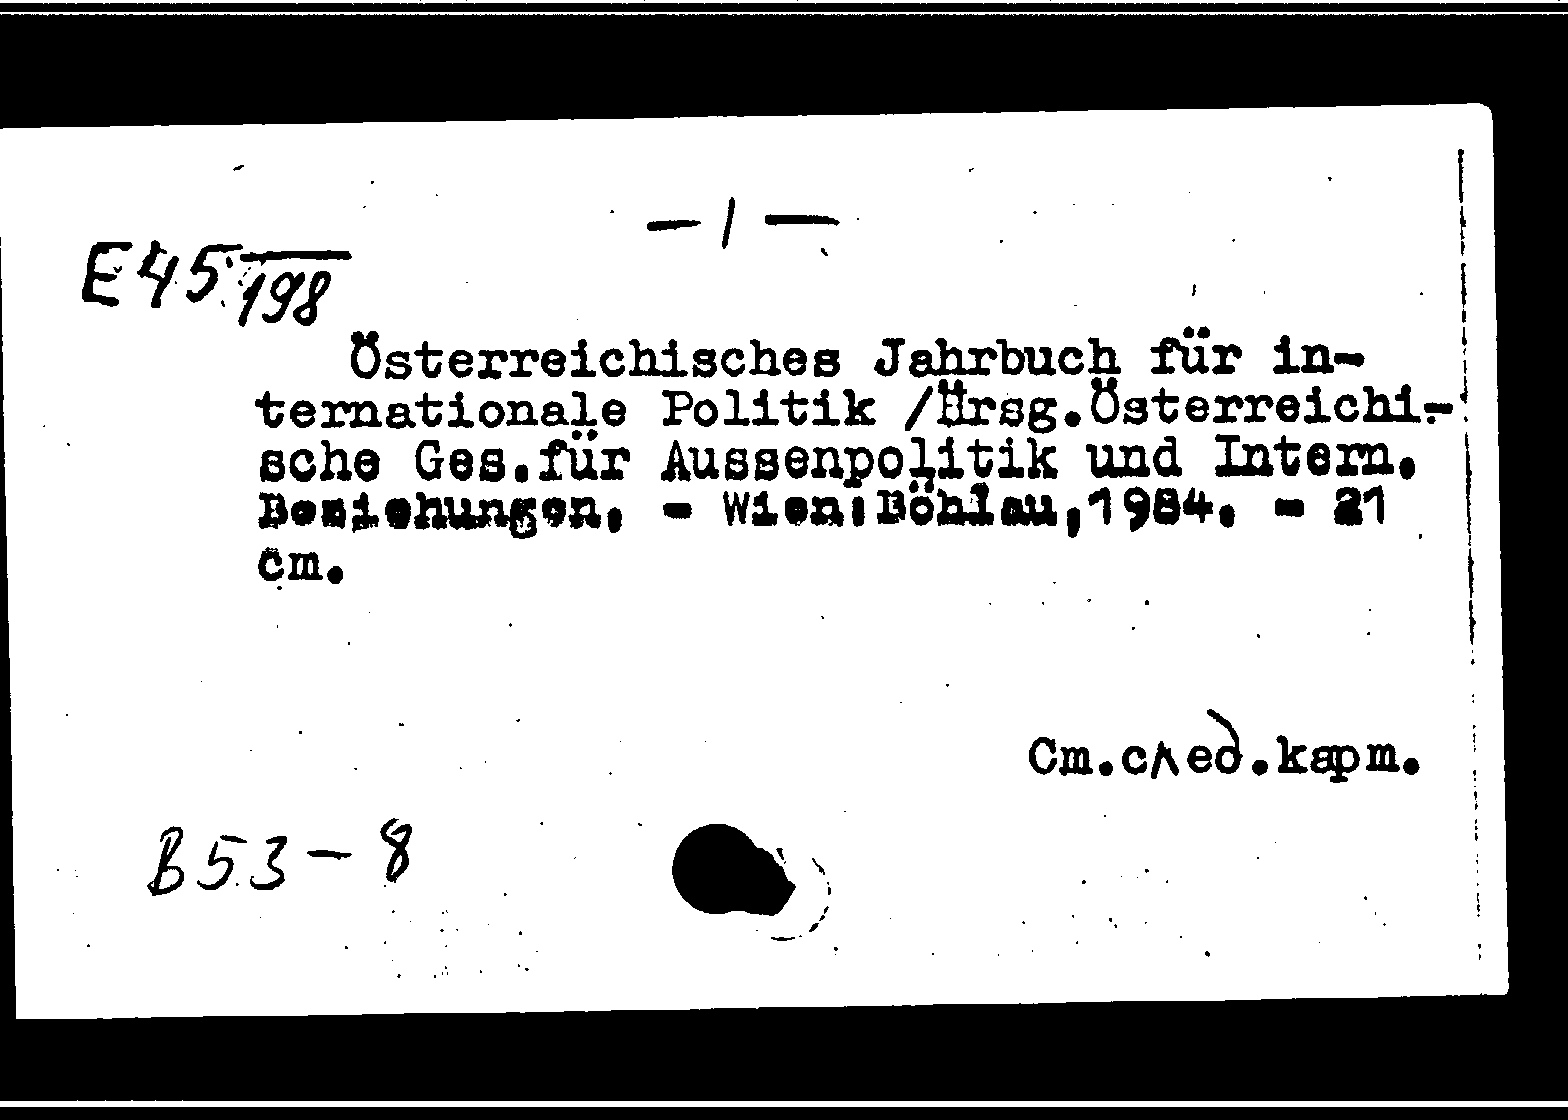 — 1 —
E45/198
Österreichisches Jahrbuch für in-
ternationale Politik /Hrsg.Österreichi-
sche Ges.für Aussenpolitik und Intern.
Beziehungen. - Wien:Böhlau,1984. - 21
cm.
См.след.карт.
B53-8